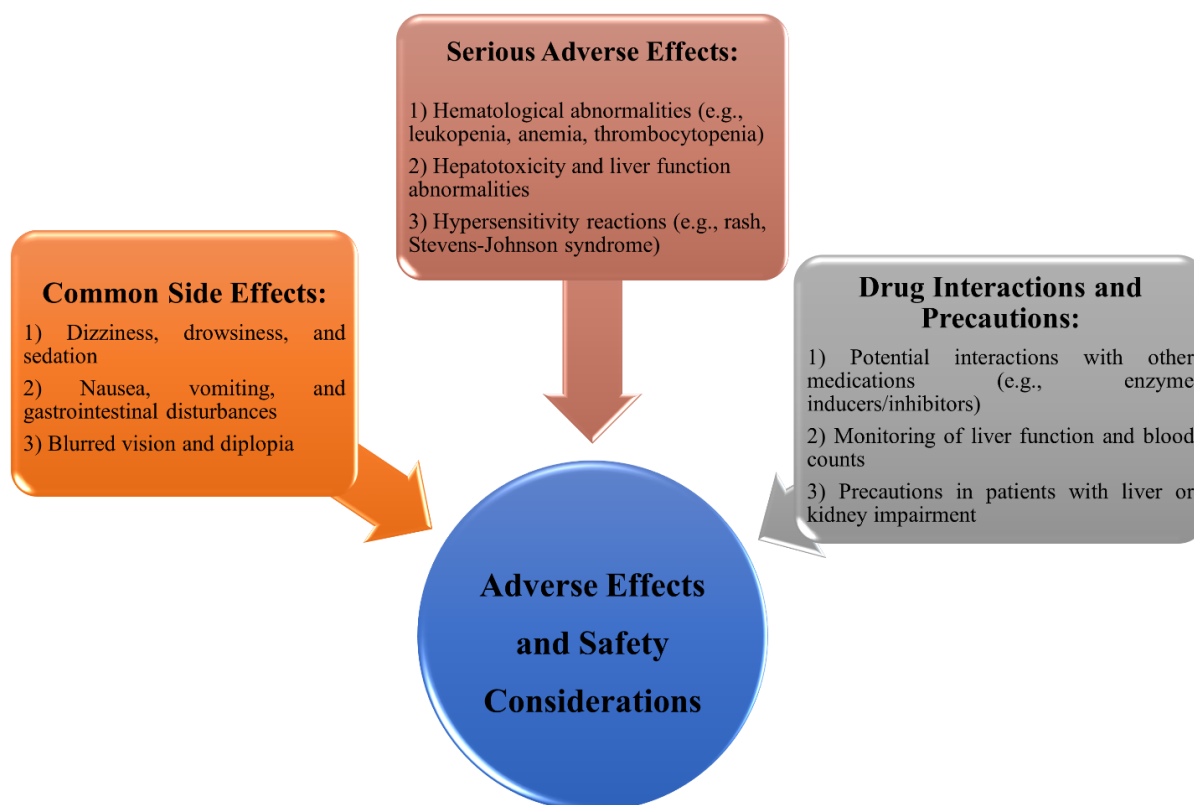 Serious Adverse Effects:
1) Hematological abnormalities (e.g.,
leukopenia, anemia, thrombocytopenia)
2) Hepatotoxicity and liver function
abnormalities
3) Hypersensitivity reactions (e.g., rash,
Stevens-Johnson syndrome)
Common Side Effects:
1) Dizziness, drowsiness, and
sedation
2) Nausea, vomiting, and
gastrointestinal disturbances
3) Blurred vision and diplopia
Drug Interactions and
Precautions:
1) Potential interactions with other
medications (e.g., enzyme
inducers/inhibitors)
2) Monitoring of liver function and blood
counts
3) Precautions in patients with liver or
kidney impairment
Adverse Effects
and Safety
Considerations